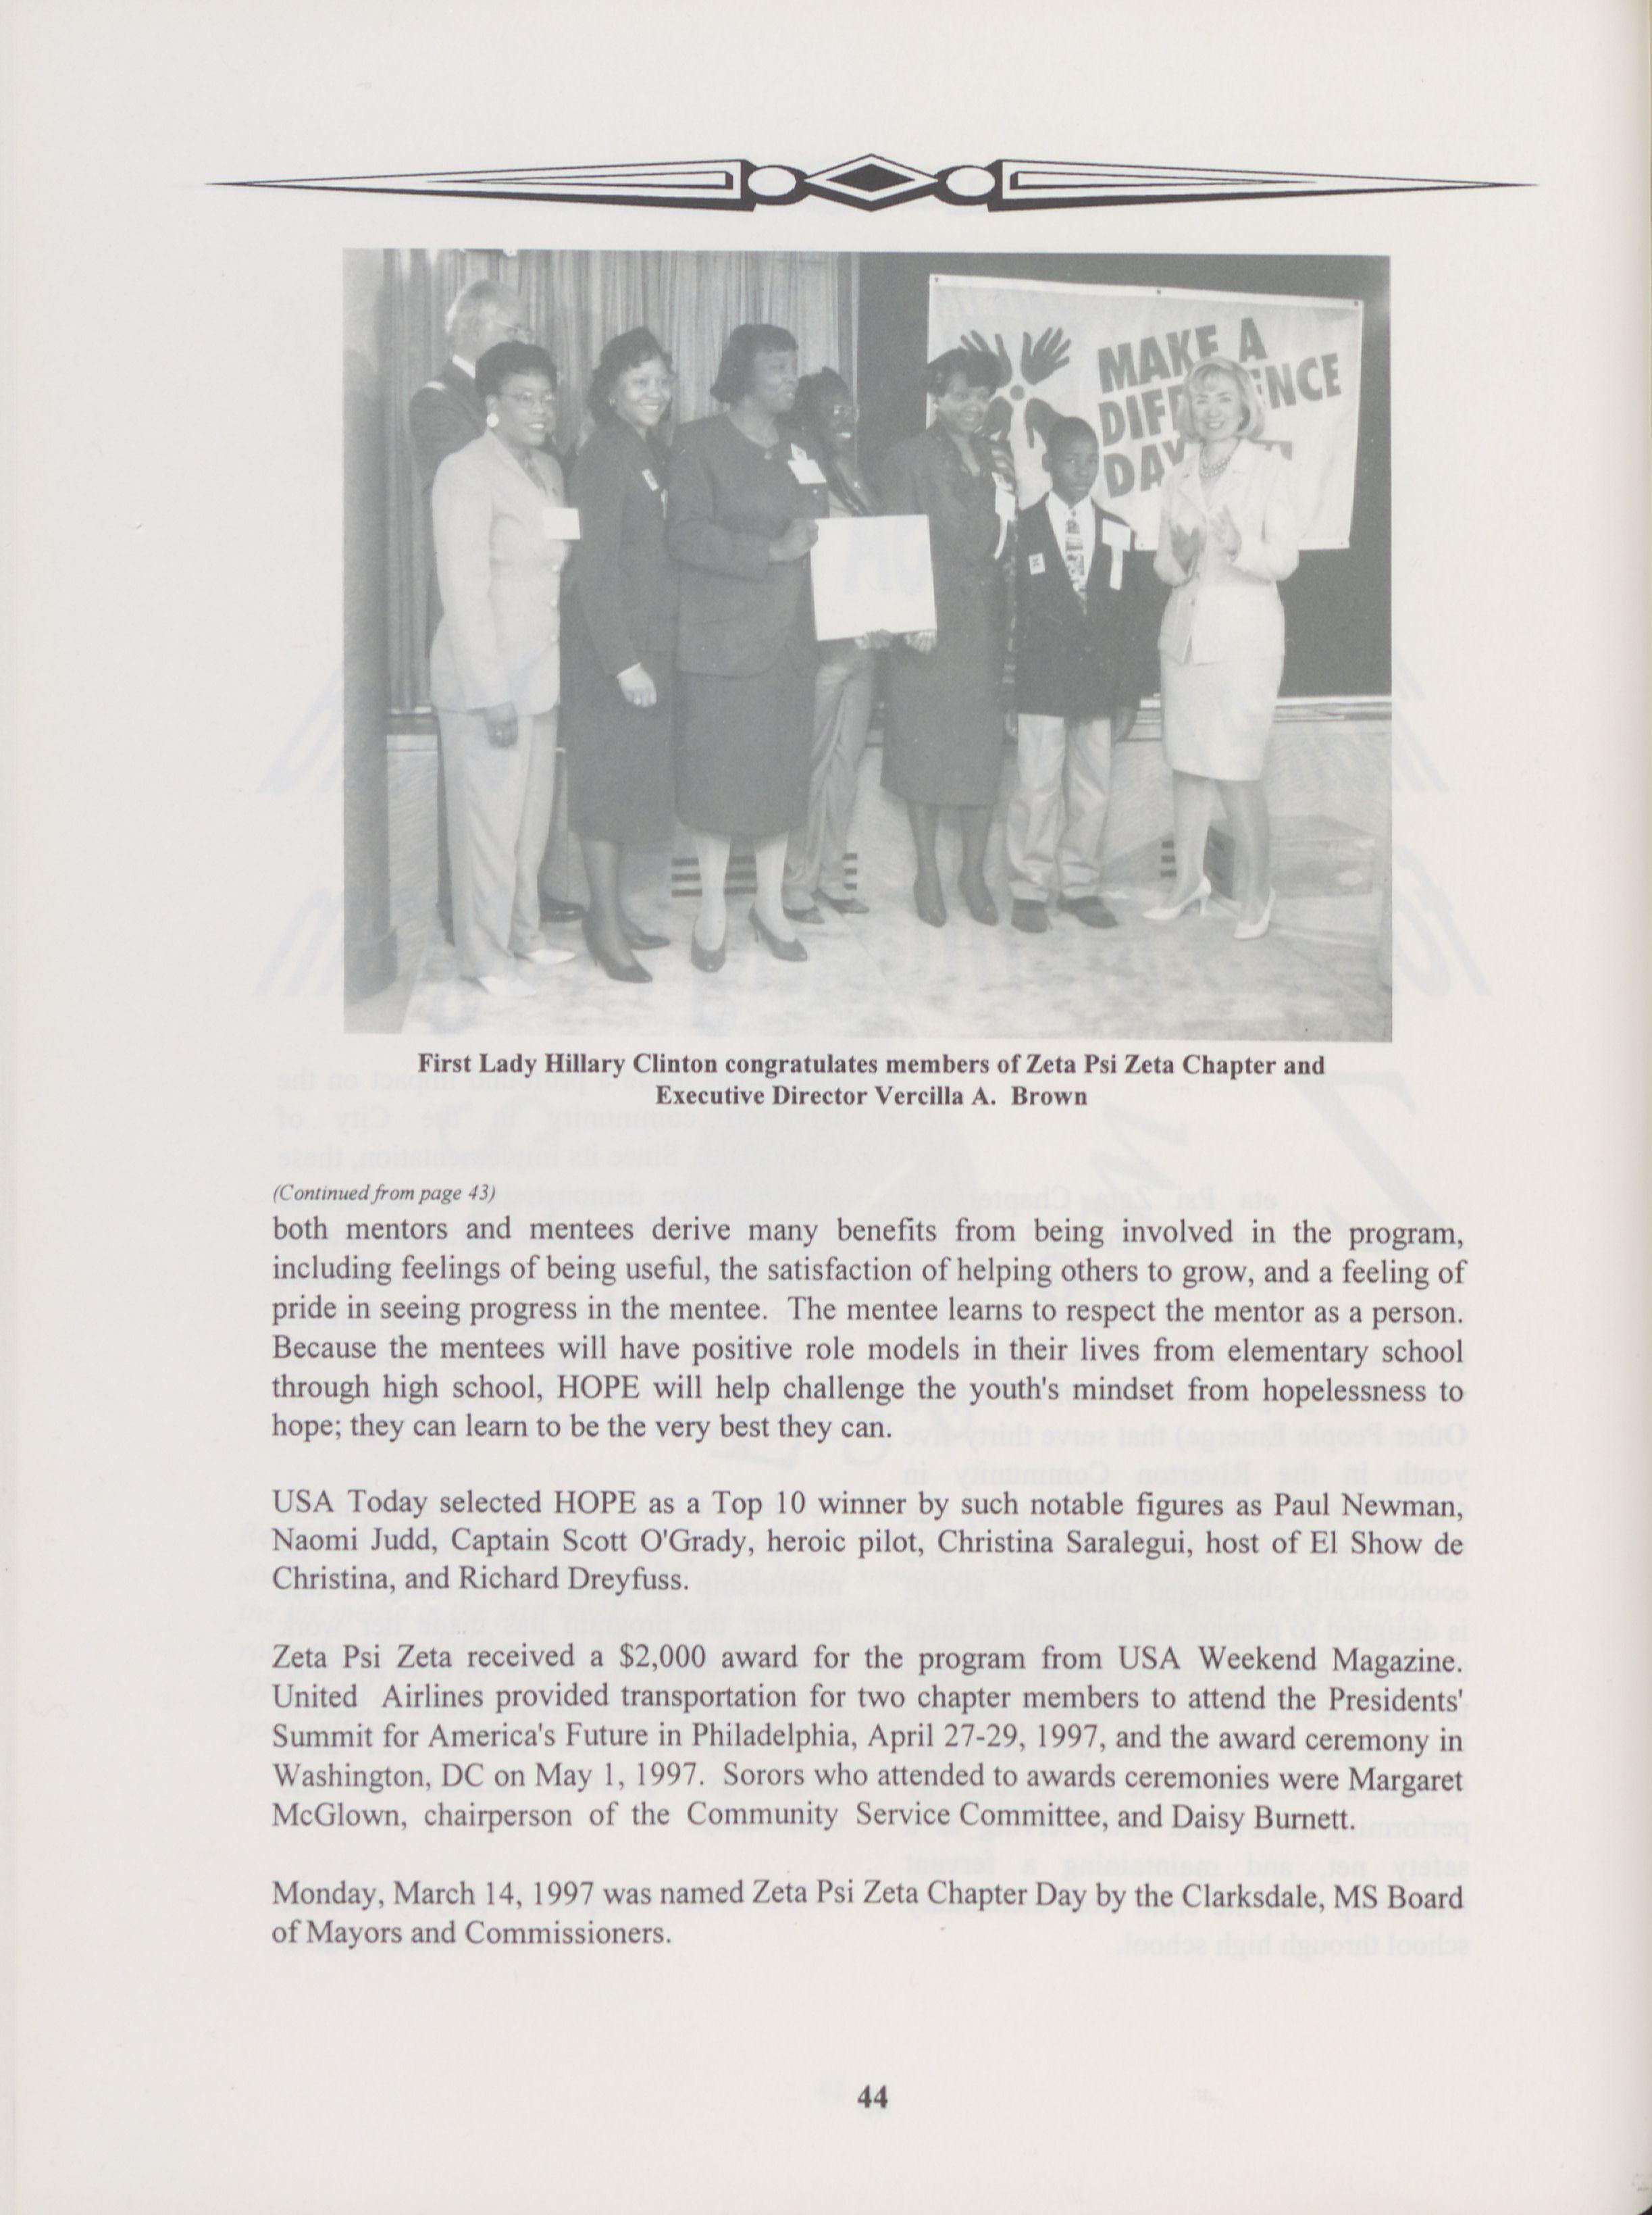 MAKE A
DIFF ENCE
DAY
First Lady Hillary Clinton congratulates members of Zeta Psi Zeta Chapter and
Executive Director Vercilla A. Brown
(Continued from page 43)
both mentors and mentees derive many benefits from being involved in the program,
including feelings of being useful, the satisfaction of helping others to grow, and a feeling of
pride in seeing progress in the mentee. The mentee learns to respect the mentor as a person.
Because the mentees will have positive role models in their lives from elementary school
through high school, HOPE will help challenge the youth's mindset from hopelessness to
hope; they can learn to be the very best they can.
USA Today selected HOPE as a Top 10 winner by such notable figures as Paul Newman,
Naomi Judd, Captain Scott O'Grady, heroic pilot, Christina Saralegui, host of El Show de
Christina, and Richard Dreyfuss.
Zeta Psi Zeta received a $2,000 award for the program from USA Weekend Magazine.
United Airlines provided transportation for two chapter members to attend the Presidents'
Summit for America's Future in Philadelphia, April 27-29, 1997, and the award ceremony in
Washington, DC on May 1, 1997. Sorors who attended to awards ceremonies were Margaret
McGlown, chairperson of the Community Service Committee, and Daisy Burnett.
Monday, March 14, 1997 was named Zeta Psi Zeta Chapter Day by the Clarksdale, MS Board
of Mayors and Commissioners.
44